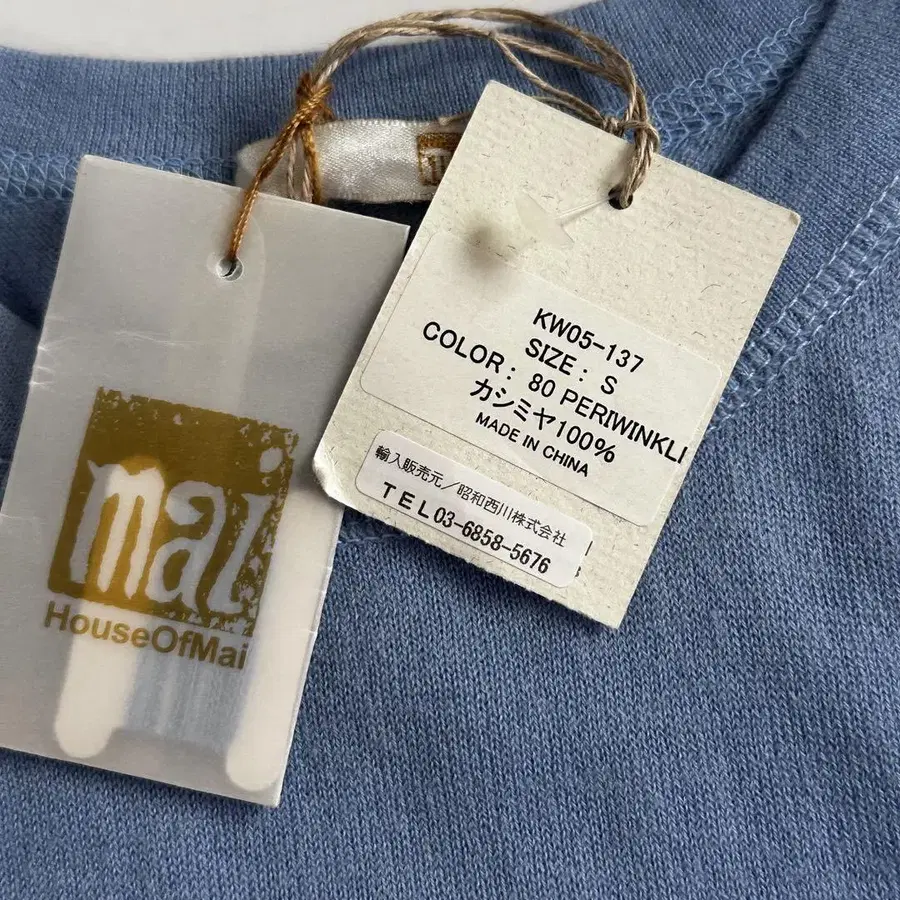 mai
HouseOfMai
KW05-137
SIZE: S
COLOR: 80 PERIWINKLI
カシミヤ100%
MADE IN CHINA
輸入販売元/昭和西川株式会社
TEL03-6858-5676